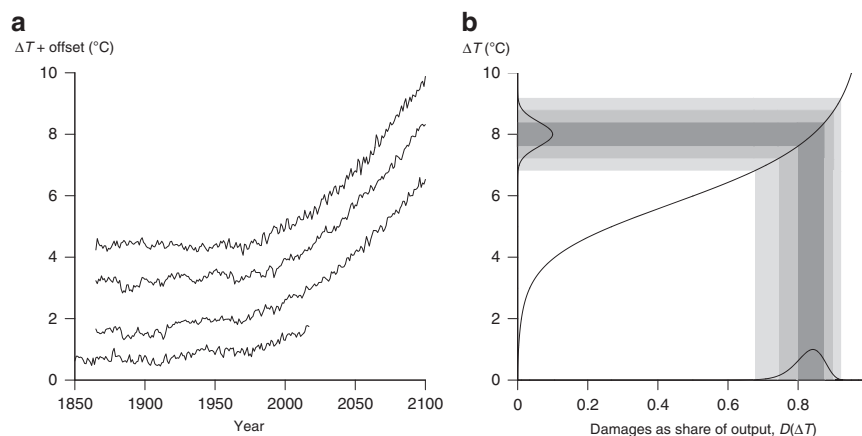 a
ΔT + offset (°C)
10
8
6
4
2
0
1850 1900 1950 2000 2050 2100
Year
b
ΔT (°C)
10
8
6
4
2
0
0 0.2 0.4 0.6 0.8
Damages as share of output, D(ΔT)